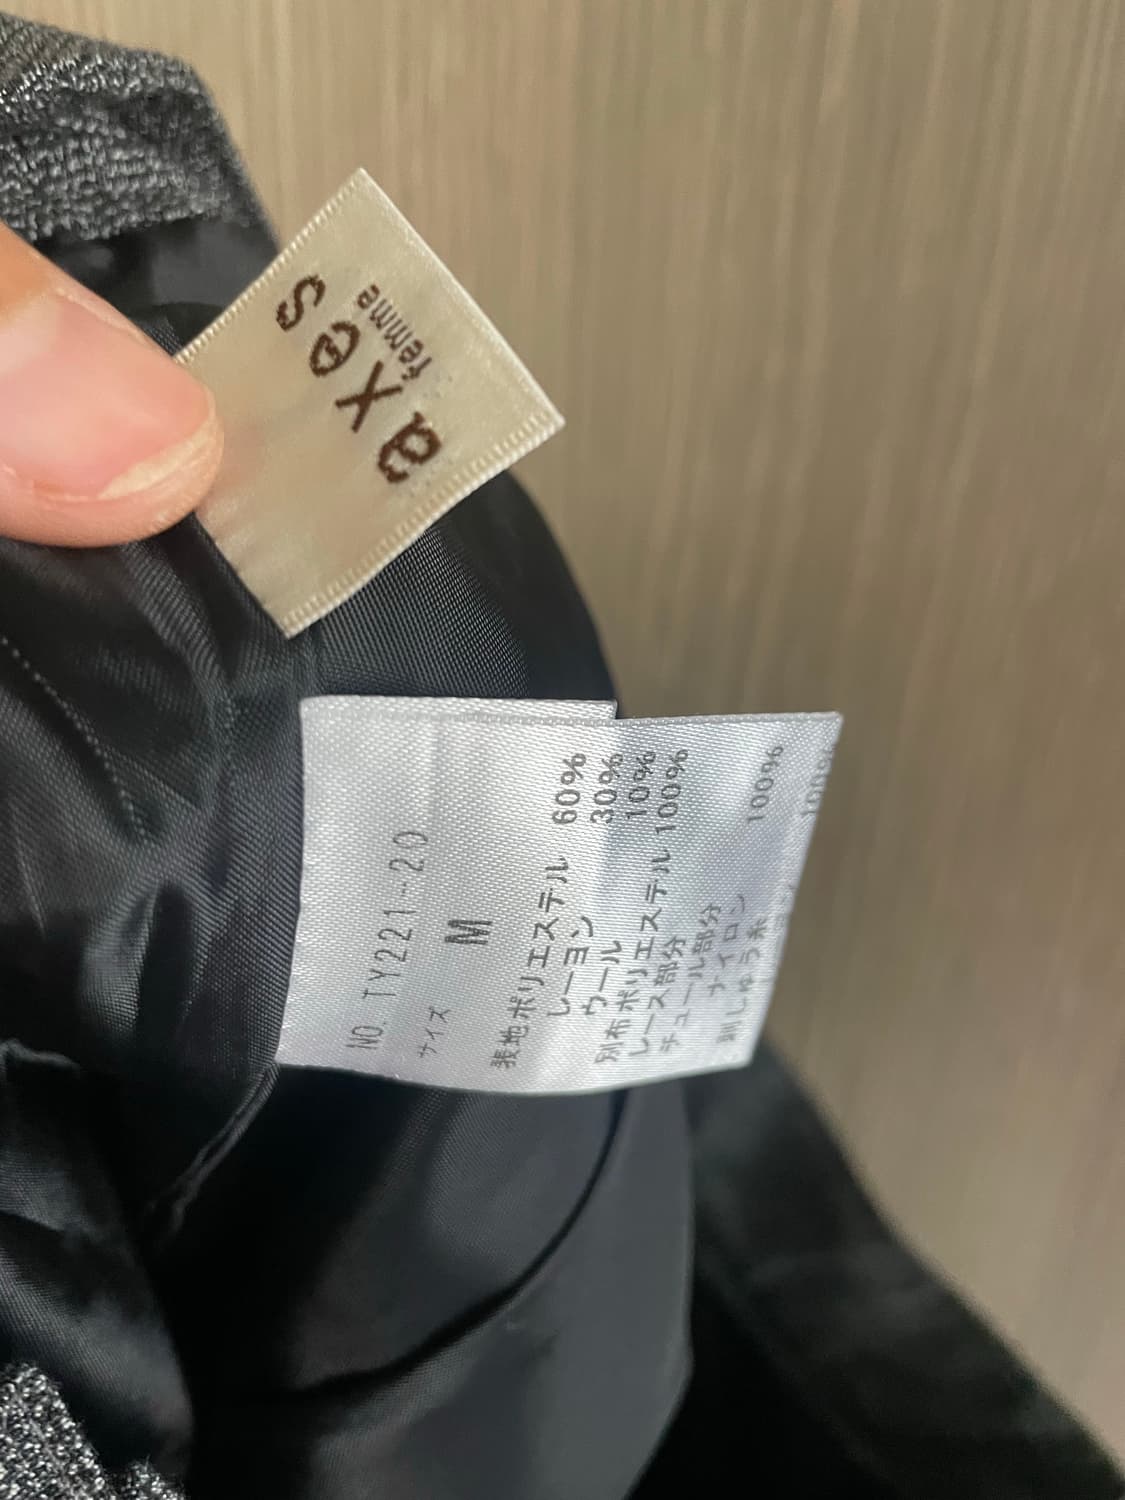 axes
femme
NO. TY221-20
サイズ M
表地ポリエステル 60%
レーヨン 30%
ウール 10%
別布ポリエステル 100%
レース部分
チュール部分
ナイロン 100%
刺しゅう糸
100%